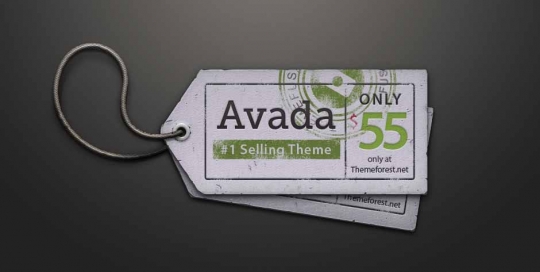 Avada
#1 Selling Theme
ONLY
$55
only at
Themeforest.net
Themeforest.net